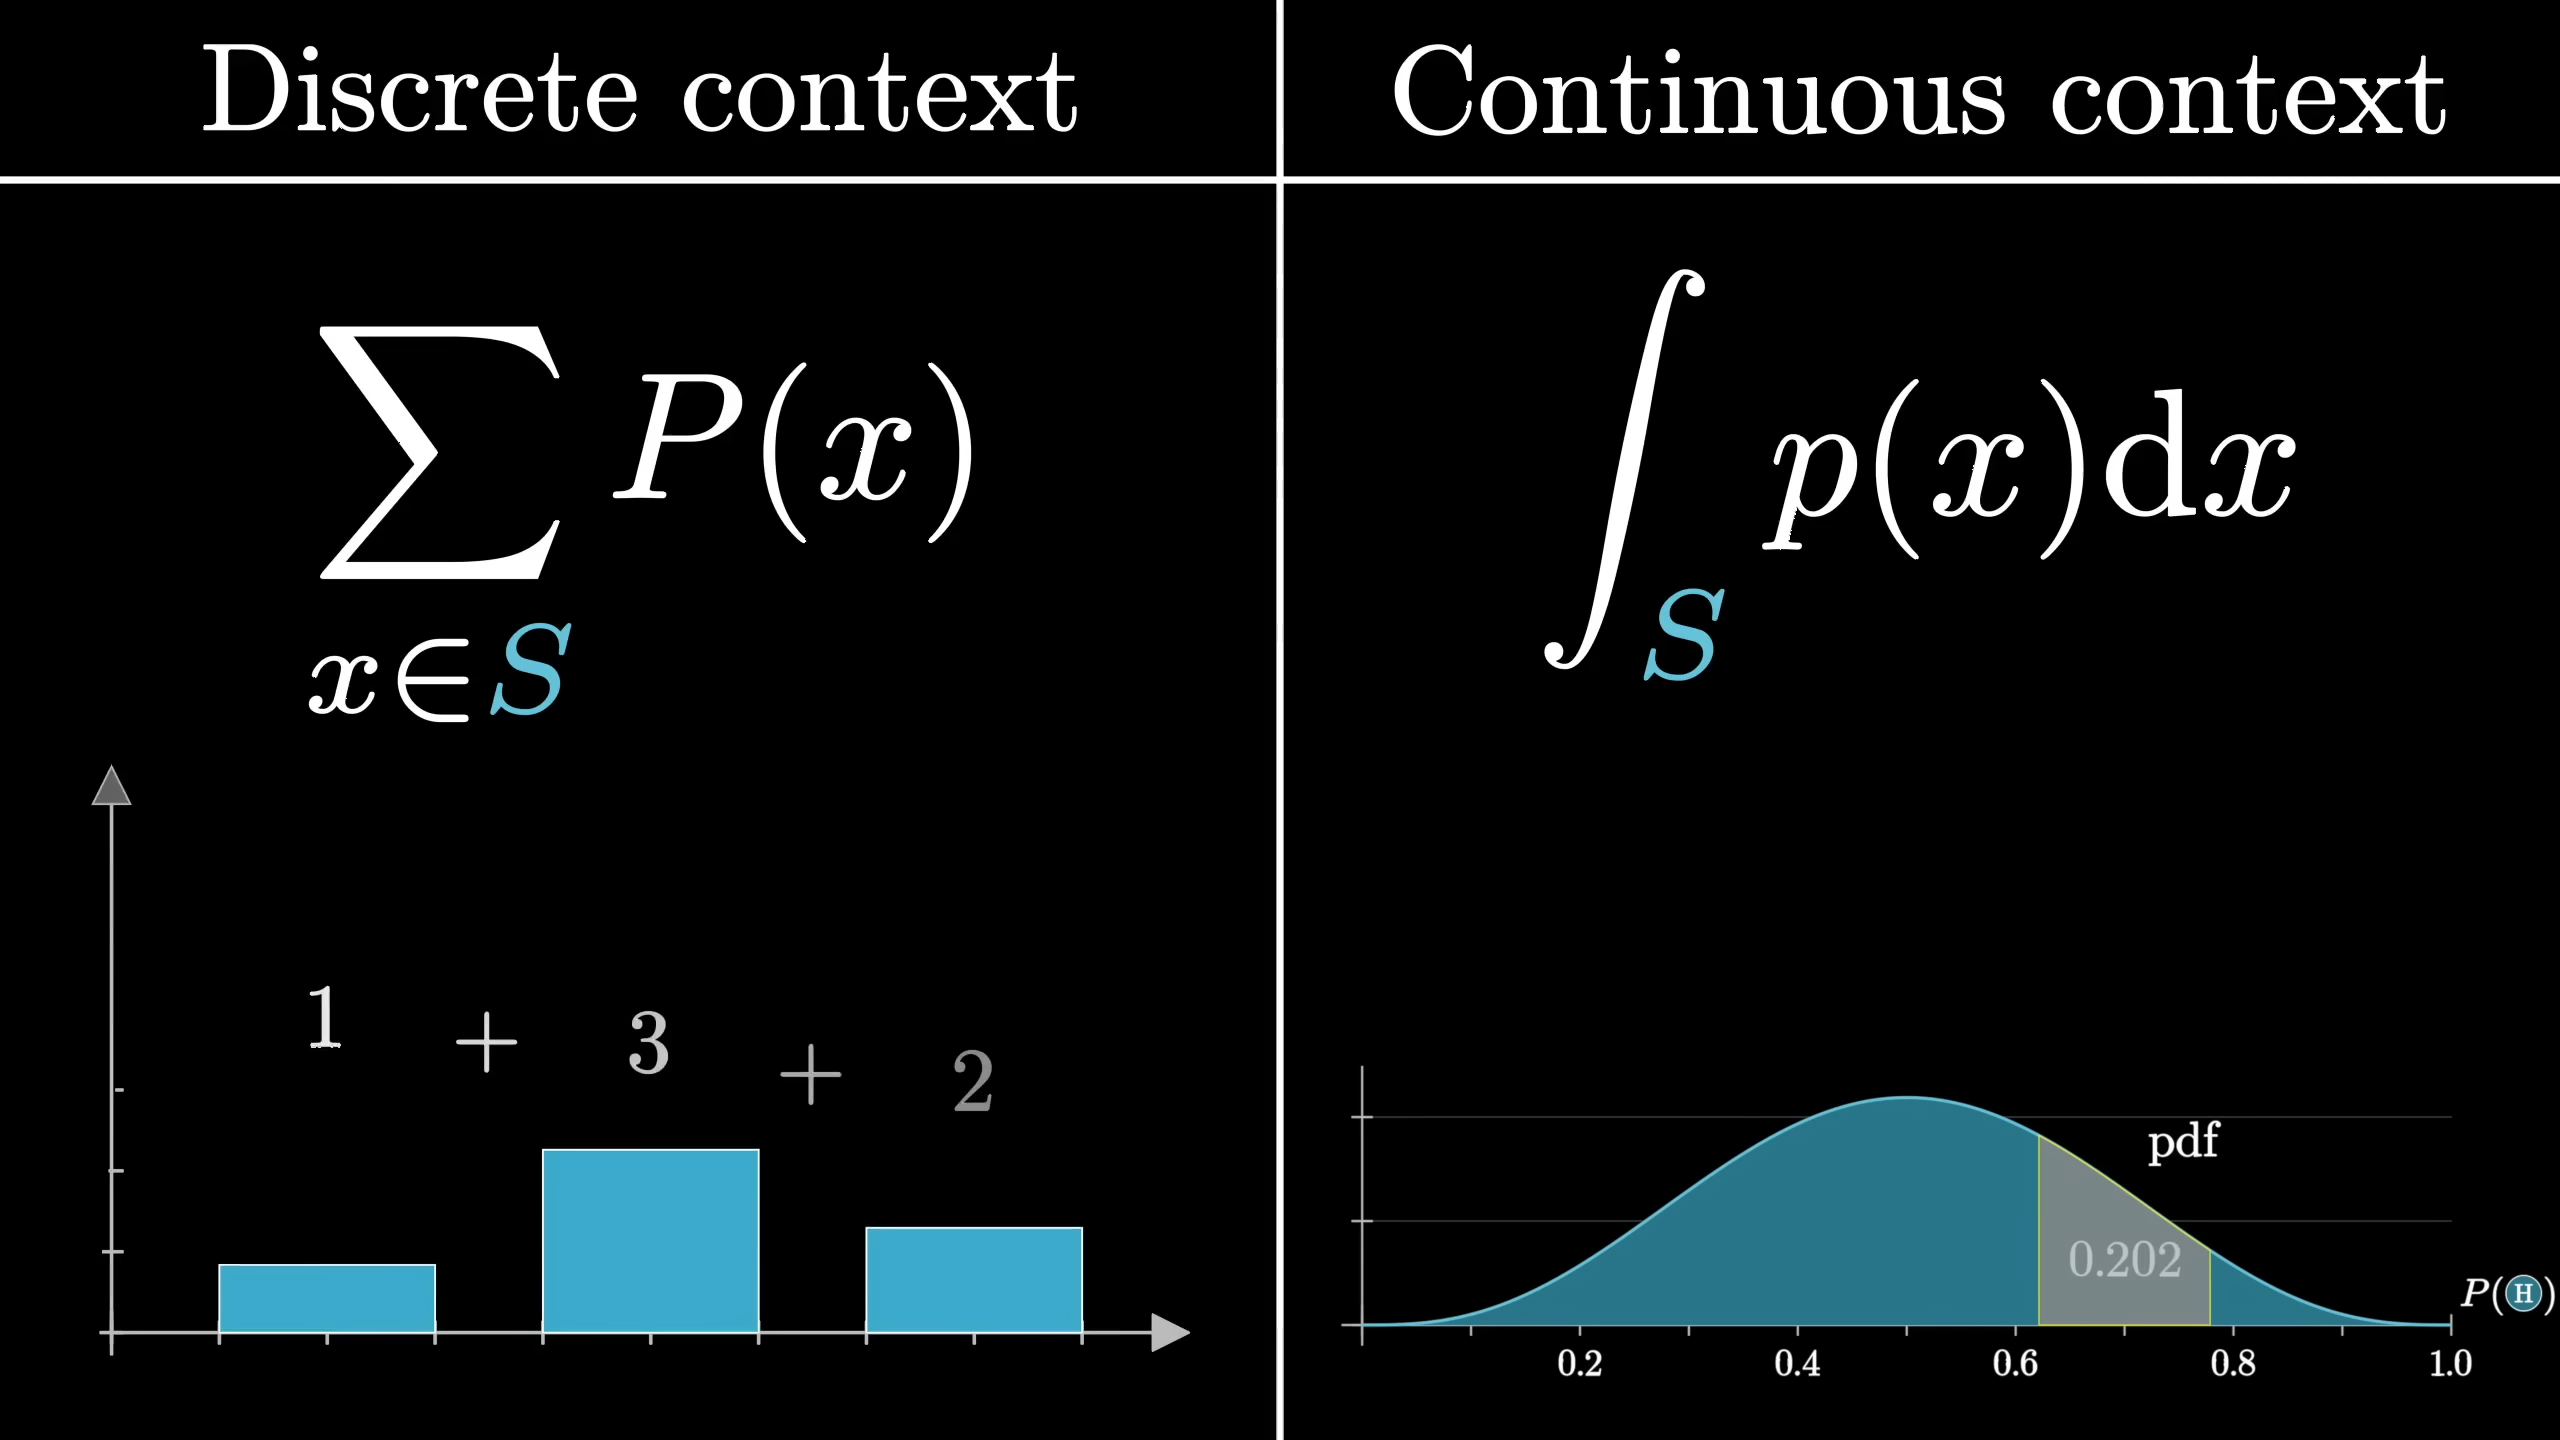 Discrete context
Continuous context
∑ P(x)
x∈S
∫ p(x)dx
S
1 + 3 + 2
pdf
0.202
P(H)
0.2 0.4 0.6 0.8 1.0